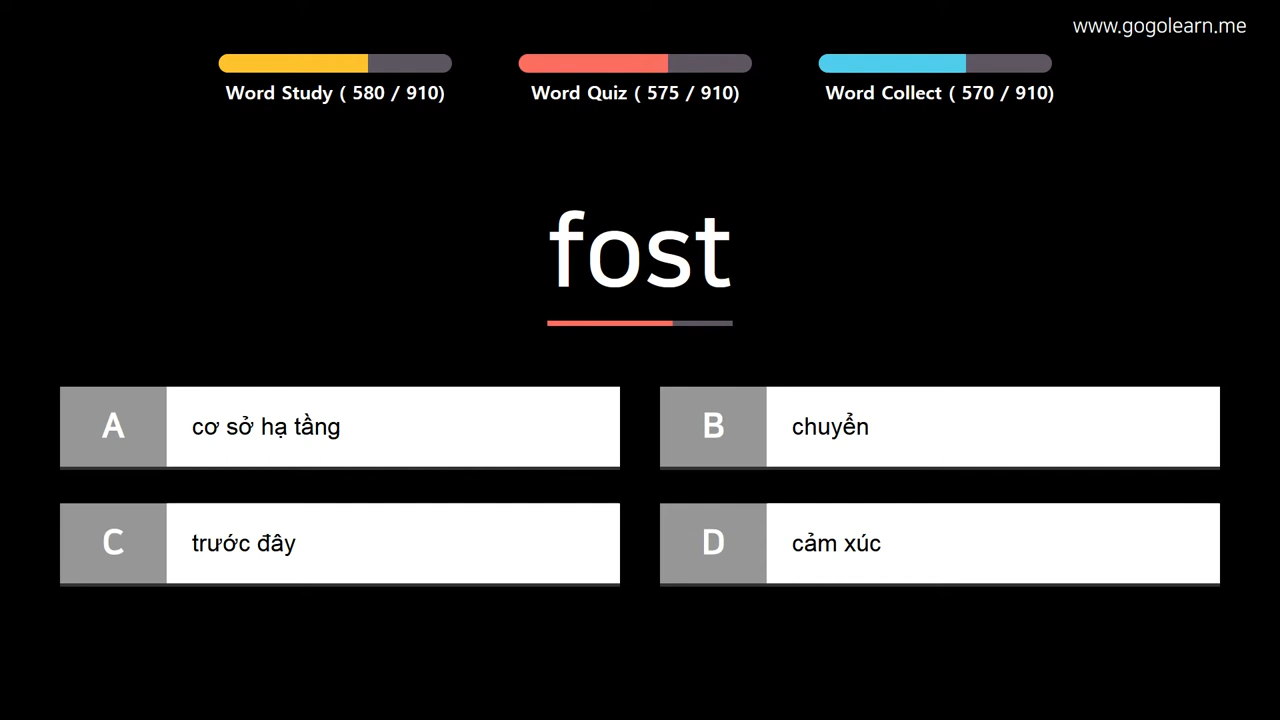 www.gogolearn.me
Word Study ( 580 / 910)
Word Quiz ( 575 / 910)
Word Collect ( 570 / 910)
fost
A cơ sở hạ tầng
B chuyển
C trước đây
D cảm xúc